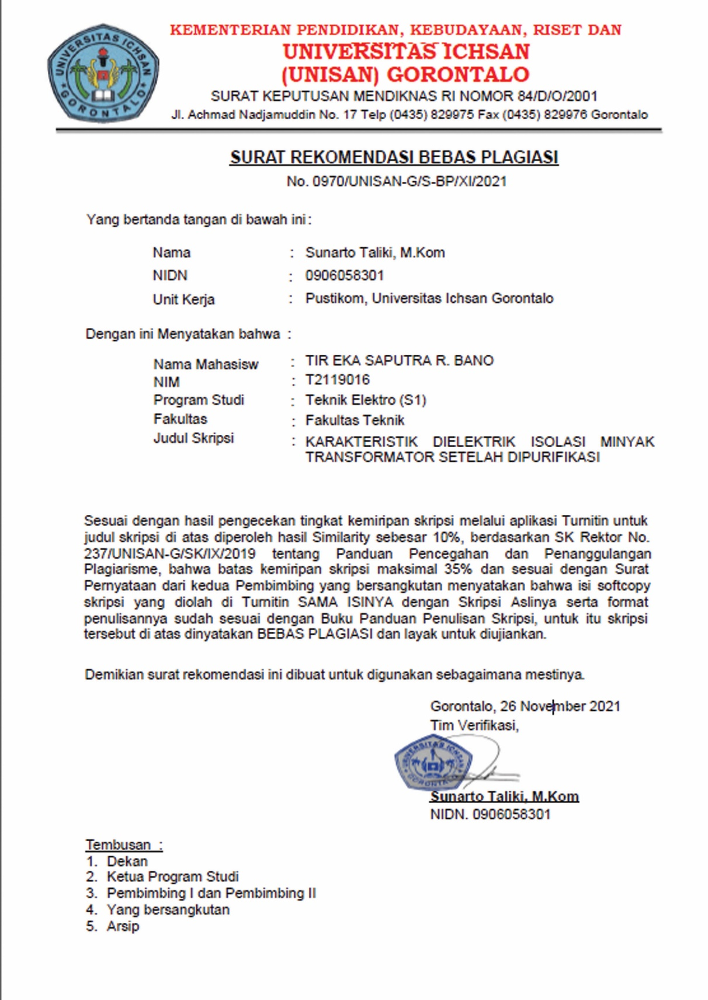 UNIVERSITAS ICHSAN
GORONTALO
KEMENTERIAN PENDIDIKAN, KEBUDAYAAN, RISET DAN
UNIVERSITAS ICHSAN
(UNISAN) GORONTALO
SURAT KEPUTUSAN MENDIKNAS RI NOMOR 84/D/O/2001
Jl. Achmad Nadjamuddin No. 17 Telp (0435) 829975 Fax (0435) 829976 Gorontalo
SURAT REKOMENDASI BEBAS PLAGIASI
No. 0970/UNISAN-G/S-BP/XI/2021
Yang bertanda tangan di bawah ini :
Nama : Sunarto Taliki, M.Kom
NIDN : 0906058301
Unit Kerja : Pustikom, Universitas Ichsan Gorontalo
Dengan ini Menyatakan bahwa :
Nama Mahasisw : TIR EKA SAPUTRA R. BANO
NIM : T2119016
Program Studi : Teknik Elektro (S1)
Fakultas : Fakultas Teknik
Judul Skripsi : KARAKTERISTIK DIELEKTRIK ISOLASI MINYAK
TRANSFORMATOR SETELAH DIPURIFIKASI
Sesuai dengan hasil pengecekan tingkat kemiripan skripsi melalui aplikasi Turnitin untuk
judul skripsi di atas diperoleh hasil Similarity sebesar 10%, berdasarkan SK Rektor No.
237/UNISAN-G/SK/IX/2019 tentang Panduan Pencegahan dan Penanggulangan
Plagiarisme, bahwa batas kemiripan skripsi maksimal 35% dan sesuai dengan Surat
Pernyataan dari kedua Pembimbing yang bersangkutan menyatakan bahwa isi softcopy
skripsi yang diolah di Turnitin SAMA ISINYA dengan Skripsi Aslinya serta format
penulisannya sudah sesuai dengan Buku Panduan Penulisan Skripsi, untuk itu skripsi
tersebut di atas dinyatakan BEBAS PLAGIASI dan layak untuk diujiankan.
Demikian surat rekomendasi ini dibuat untuk digunakan sebagaimana mestinya.
Gorontalo, 26 November 2021
Tim Verifikasi,
UNIVERSITAS ICHSAN
GORONTALO
Sunarto Taliki, M.Kom
NIDN. 0906058301
Tembusan :
1. Dekan
2. Ketua Program Studi
3. Pembimbing I dan Pembimbing II
4. Yang bersangkutan
5. Arsip